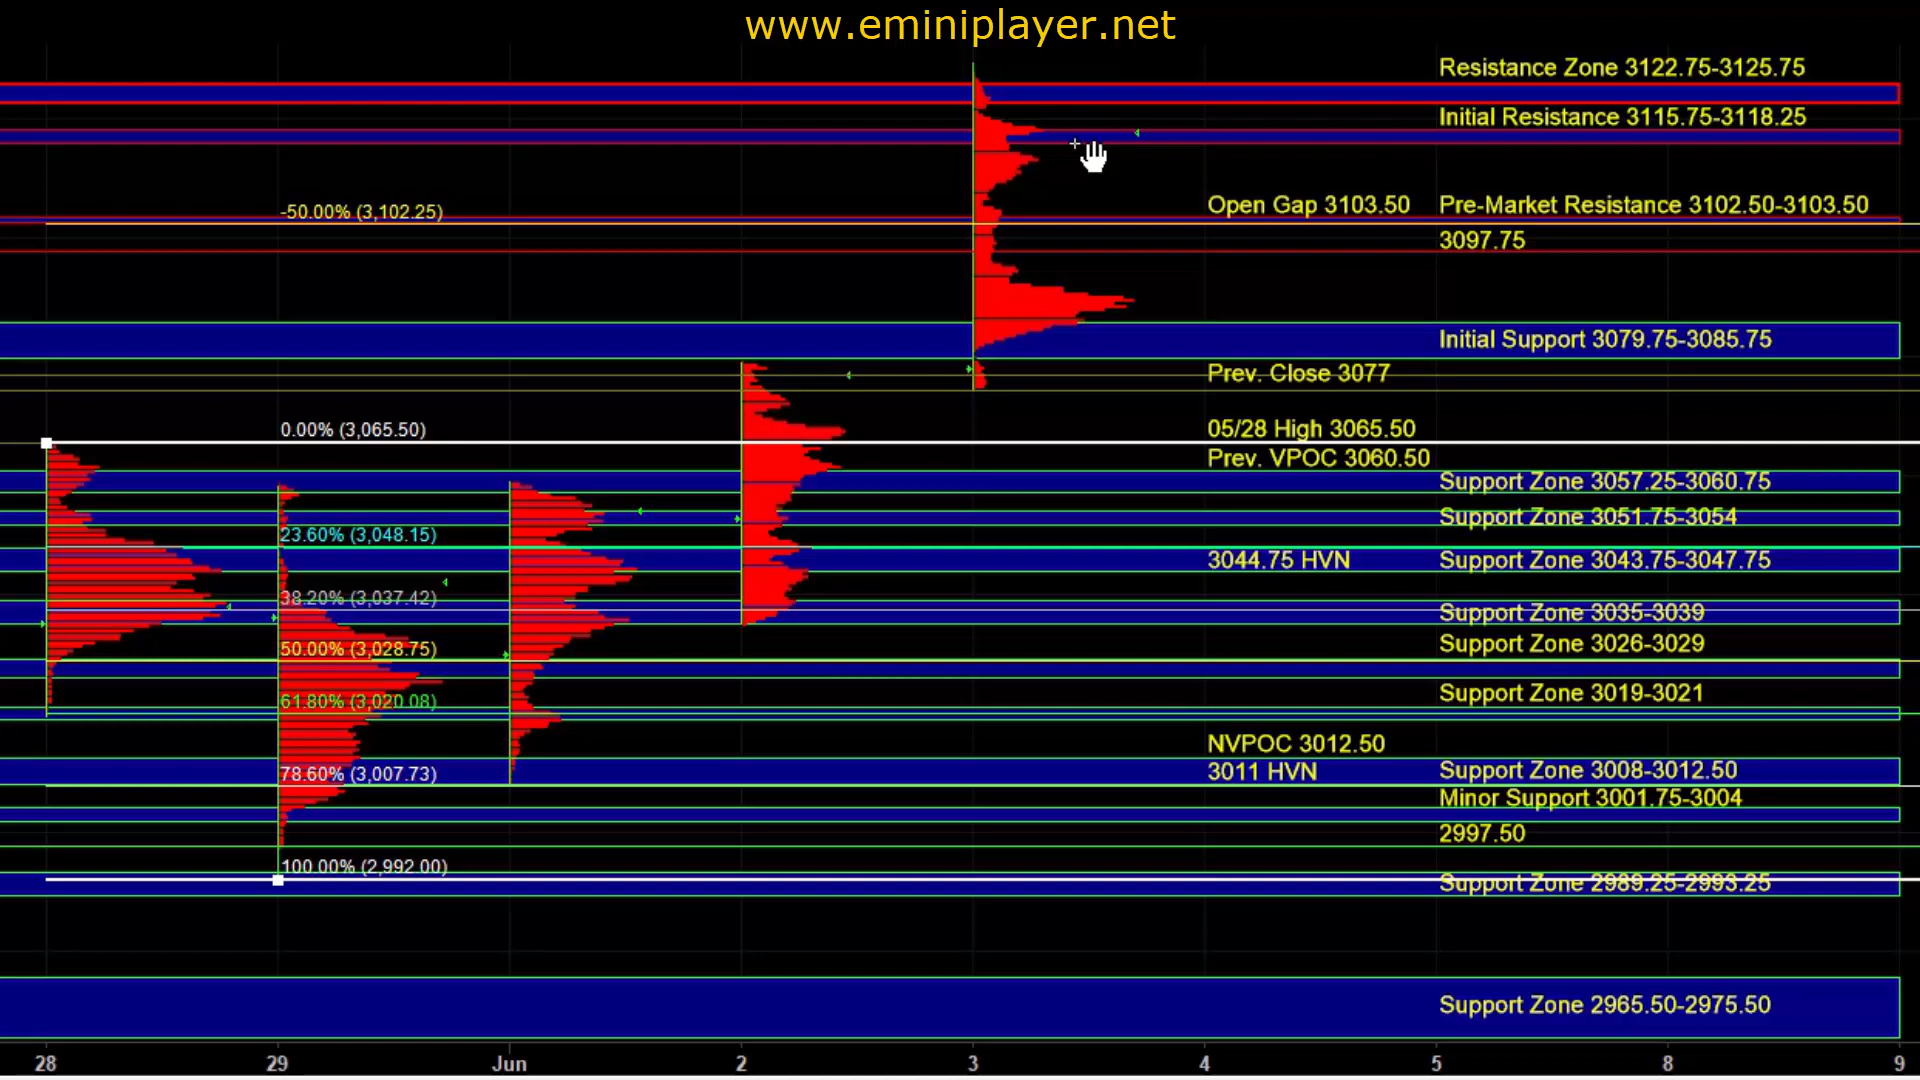 www.eminiplayer.net
Resistance Zone 3122.75-3125.75
Initial Resistance 3115.75-3118.25
-50.00% (3,102.25)
Open Gap 3103.50
Pre-Market Resistance 3102.50-3103.50
3097.75
Initial Support 3079.75-3085.75
Prev. Close 3077
0.00% (3,065.50)
05/28 High 3065.50
Prev. VPOC 3060.50
Support Zone 3057.25-3060.75
Support Zone 3051.75-3054
23.60% (3,048.15)
3044.75 HVN
Support Zone 3043.75-3047.75
38.20% (3,037.42)
Support Zone 3035-3039
50.00% (3,028.75)
Support Zone 3026-3029
61.80% (3,020.08)
Support Zone 3019-3021
NVPOC 3012.50
78.60% (3,007.73)
3011 HVN
Support Zone 3008-3012.50
Minor Support 3001.75-3004
2997.50
100.00% (2,992.00)
Support Zone 2989.25-2993.25
Support Zone 2965.50-2975.50
28 29 Jun 2 3 4 5 8 9